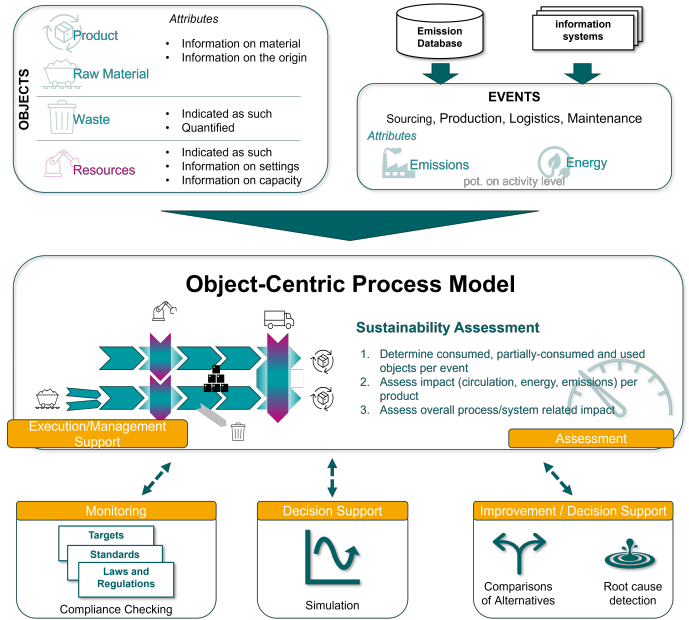 OBJECTS
Attributes
Product
• Information on material
• Information on the origin
Raw Material
Waste
• Indicated as such
• Quantified
Resources
• Indicated as such
• Information on settings
• Information on capacity
Emission
Database
information
systems
EVENTS
Sourcing, Production, Logistics, Maintenance
Attributes
Emissions
Energy
pot. on activity level
Object-Centric Process Model
Sustainability Assessment
1. Determine consumed, partially-consumed and used
objects per event
2. Assess impact (circulation, energy, emissions) per
product
3. Assess overall process/system related impact
Execution/Management
Support
Assessment
Monitoring
Targets
Standards
Laws and
Regulations
Compliance Checking
Decision Support
Simulation
Improvement / Decision Support
Comparisons
of Alternatives
Root cause
detection